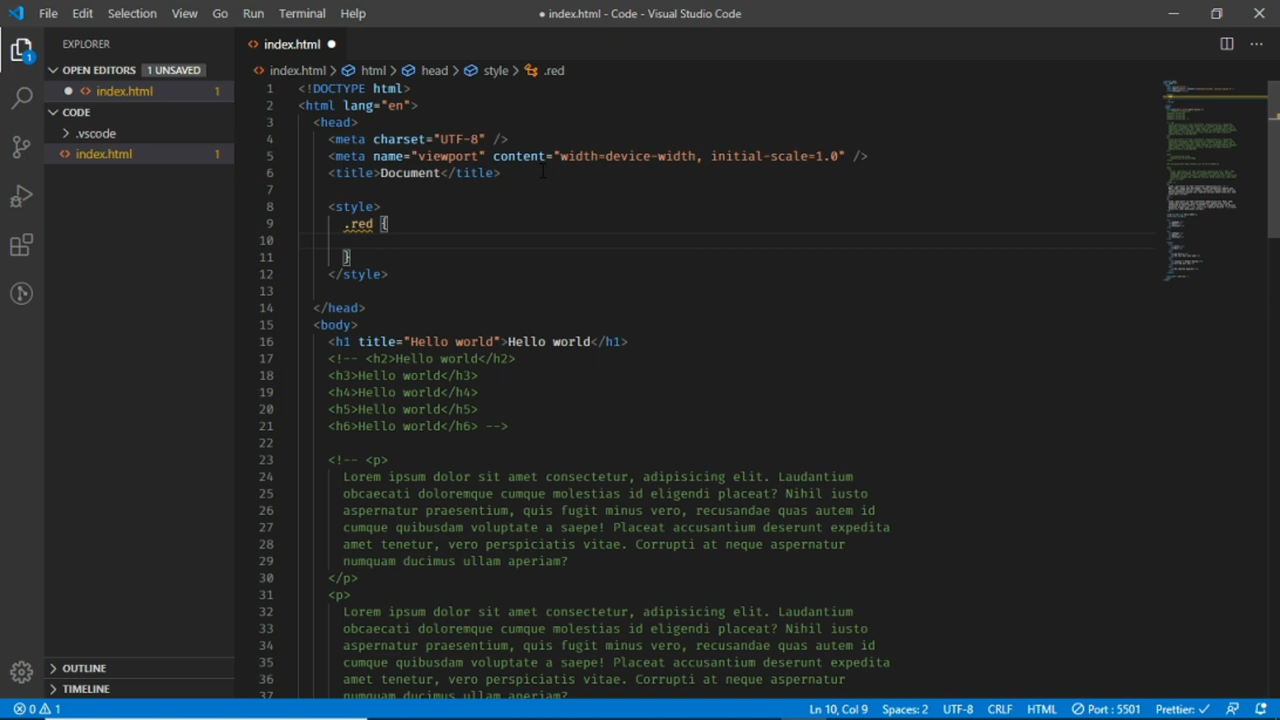 File Edit Selection View Go Run Terminal Help
● index.html - Code - Visual Studio Code
1
EXPLORER
OPEN EDITORS 1 UNSAVED
index.html 1
CODE
.vscode
index.html 1
OUTLINE
TIMELINE
index.html
index.html > html > head > style > .red
1 <!DOCTYPE html>
2 <html lang="en">
3 <head>
4 <meta charset="UTF-8" />
5 <meta name="viewport" content="width=device-width, initial-scale=1.0" />
6 <title>Document</title>
7
8 <style>
9 .red {
10
11 }
12 </style>
13
14 </head>
15 <body>
16 <h1 title="Hello world">Hello world</h1>
17 <!-- <h2>Hello world</h2>
18 <h3>Hello world</h3>
19 <h4>Hello world</h4>
20 <h5>Hello world</h5>
21 <h6>Hello world</h6> -->
22
23 <!-- <p>
24 Lorem ipsum dolor sit amet consectetur, adipisicing elit. Laudantium
25 obcaecati doloremque cumque molestias id eligendi placeat? Nihil iusto
26 aspernatur praesentium, quis fugit minus vero, recusandae quas autem id
27 cumque quibusdam voluptate a saepe! Placeat accusantium deserunt expedita
28 amet tenetur, vero perspiciatis vitae. Corrupti at neque aspernatur
29 numquam ducimus ullam aperiam?
30 </p>
31 <p>
32 Lorem ipsum dolor sit amet consectetur, adipisicing elit. Laudantium
33 obcaecati doloremque cumque molestias id eligendi placeat? Nihil iusto
34 aspernatur praesentium, quis fugit minus vero, recusandae quas autem id
35 cumque quibusdam voluptate a saepe! Placeat accusantium deserunt expedita
36 amet tenetur, vero perspiciatis vitae. Corrupti at neque aspernatur
37 numquam ducimus ullam aperiam?
0 1 Ln 10, Col 9 Spaces: 2 UTF-8 CRLF HTML Port : 5501 Prettier: ✓